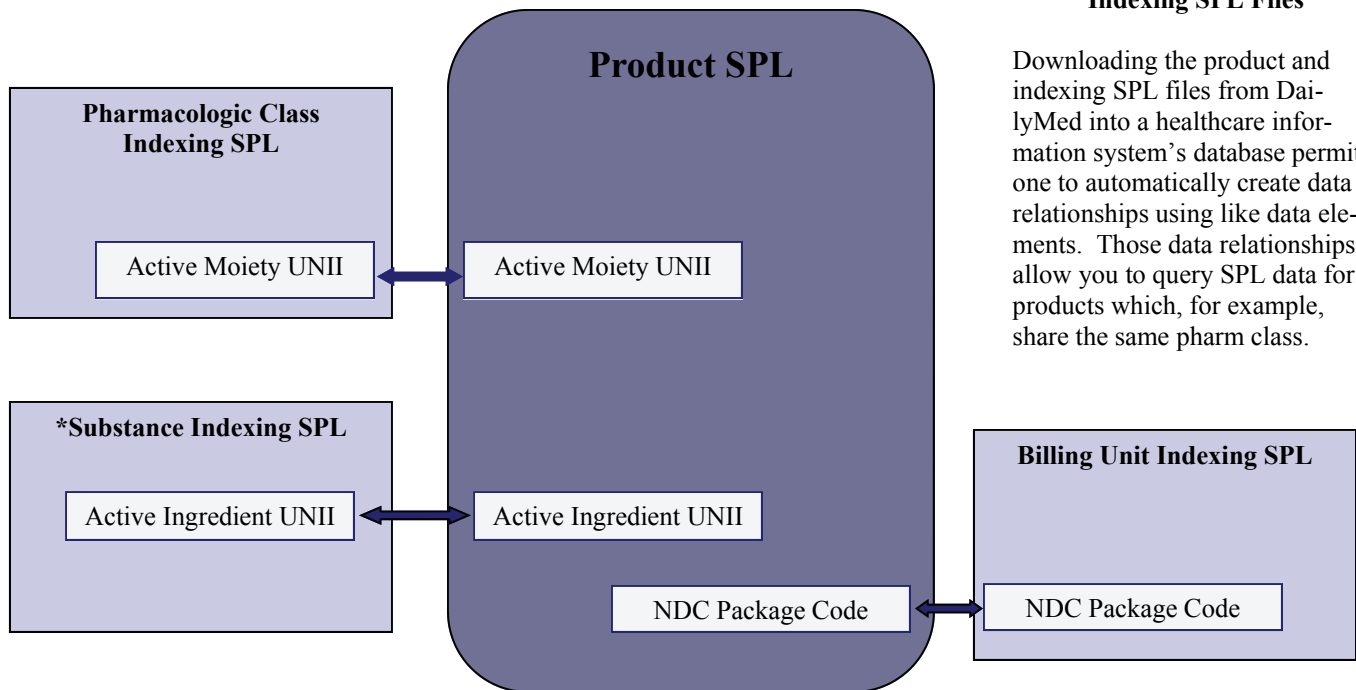 Indexing SPL Files
Product SPL
Downloading the product and
indexing SPL files from Dai-
lyMed into a healthcare infor-
mation system's database permit
one to automatically create data
relationships using like data ele-
ments.  Those data relationships
allow you to query SPL data for
products which, for example,
share the same pharm class.
Pharmacologic Class
Indexing SPL
Active Moiety UNII
Active Moiety UNII
*Substance Indexing SPL
Active Ingredient UNII
Active Ingredient UNII
NDC Package Code
Billing Unit Indexing SPL
NDC Package Code